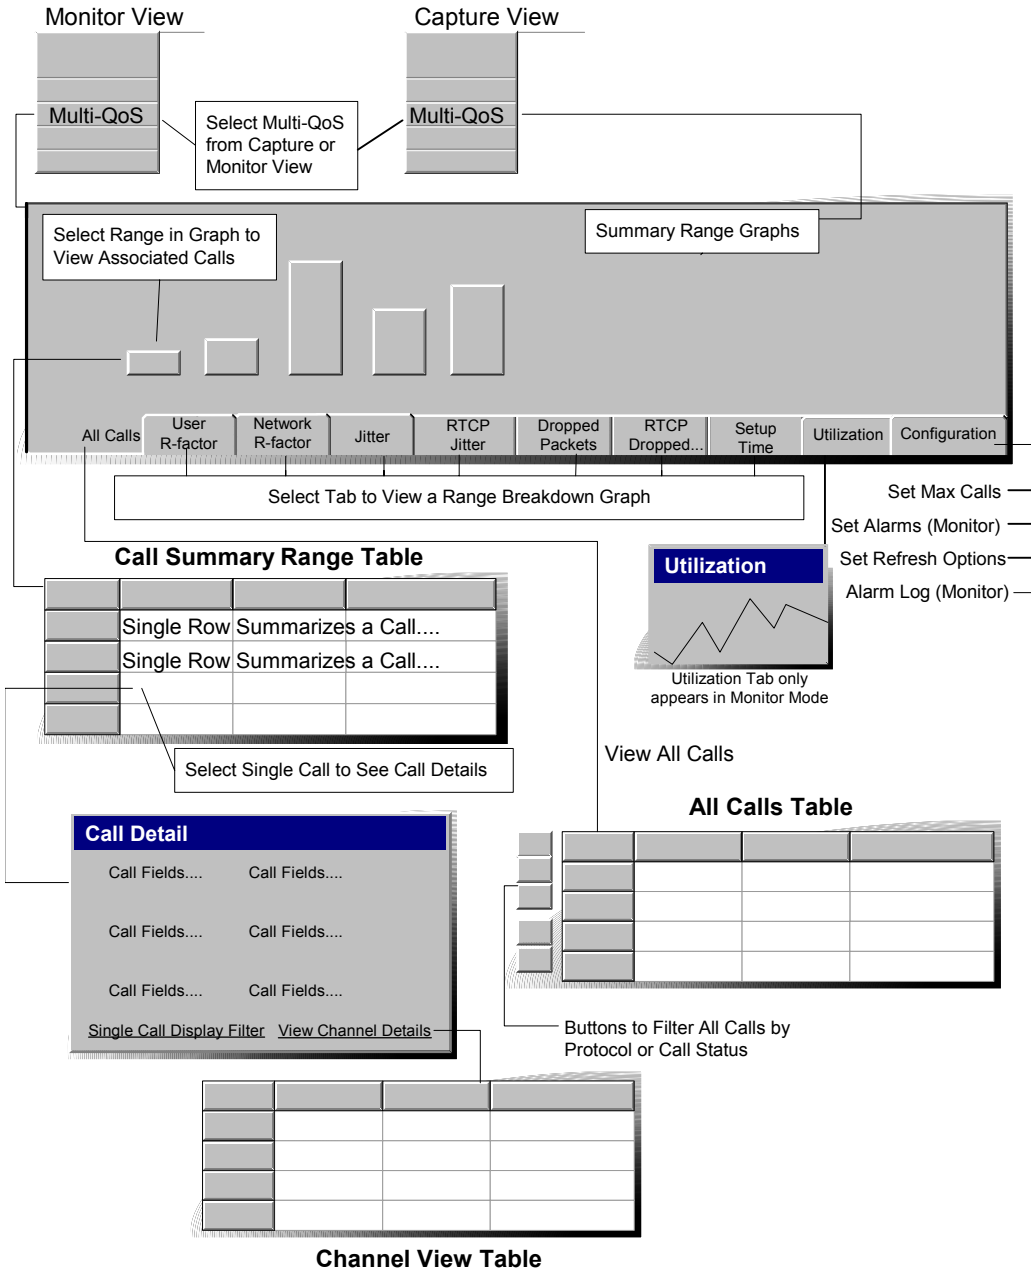 Monitor View
Capture View
Multi-QoS
Select Multi-QoS
from Capture or
Monitor View
Multi-QoS
Select Range in Graph to
View Associated Calls
Summary Range Graphs
All Calls
User
R-factor
Network
R-factor
Jitter
RTCP
Jitter
Dropped
Packets
RTCP
Dropped...
Setup
Time
Utilization
Configuration
Select Tab to View a Range Breakdown Graph
Set Max Calls
Set Alarms (Monitor)
Set Refresh Options
Alarm Log (Monitor)
Call Summary Range Table
Single Row Summarizes a Call....
Single Row Summarizes a Call....
Utilization
Utilization Tab only
appears in Monitor Mode
Select Single Call to See Call Details
View All Calls
All Calls Table
Call Detail
Call Fields....
Call Fields....
Call Fields....
Call Fields....
Call Fields....
Call Fields....
Single Call Display Filter
View Channel Details
Buttons to Filter All Calls by
Protocol or Call Status
Channel View Table